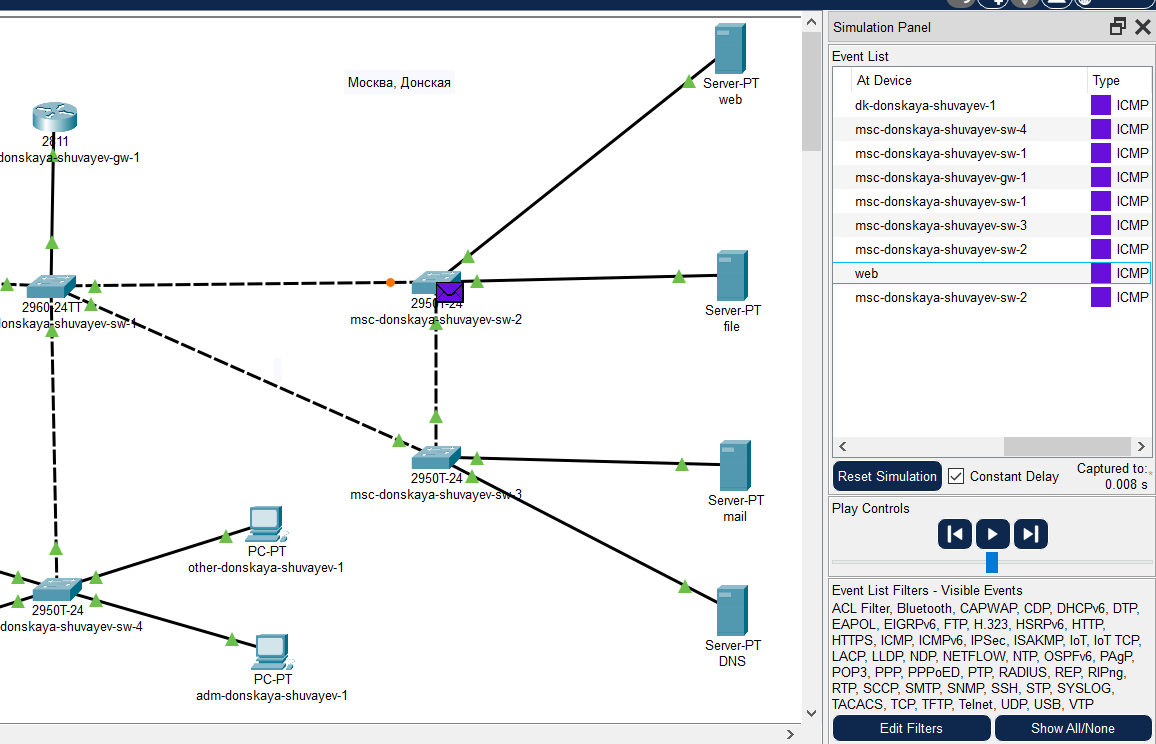 Москва, Донская
Server-PT
web
2811
donskaya-shuvayev-gw-1
2960-24TT
onskaya-shuvayev-sw-1
2950T-24
msc-donskaya-shuvayev-sw-2
Server-PT
file
2950T-24
msc-donskaya-shuvayev-sw-3
Server-PT
mail
PC-PT
other-donskaya-shuvayev-1
2950T-24
donskaya-shuvayev-sw-4
PC-PT
adm-donskaya-shuvayev-1
Server-PT
DNS
Simulation Panel
Event List
At Device Type
dk-donskaya-shuvayev-1 ICMP
msc-donskaya-shuvayev-sw-4 ICMP
msc-donskaya-shuvayev-sw-1 ICMP
msc-donskaya-shuvayev-gw-1 ICMP
msc-donskaya-shuvayev-sw-1 ICMP
msc-donskaya-shuvayev-sw-3 ICMP
msc-donskaya-shuvayev-sw-2 ICMP
web ICMP
msc-donskaya-shuvayev-sw-2 ICMP
Reset Simulation Constant Delay Captured to:
0.008 s
Play Controls
Event List Filters - Visible Events
ACL Filter, Bluetooth, CAPWAP, CDP, DHCPv6, DTP,
EAPOL, EIGRPv6, FTP, H.323, HSRPv6, HTTP,
HTTPS, ICMP, ICMPv6, IPSec, ISAKMP, IoT, IoT TCP,
LACP, LLDP, NDP, NETFLOW, NTP, OSPFv6, PAgP,
POP3, PPP, PPPoED, PTP, RADIUS, REP, RIPng,
RTP, SCCP, SMTP, SNMP, SSH, STP, SYSLOG,
TACACS, TCP, TFTP, Telnet, UDP, USB, VTP
Edit Filters Show All/None